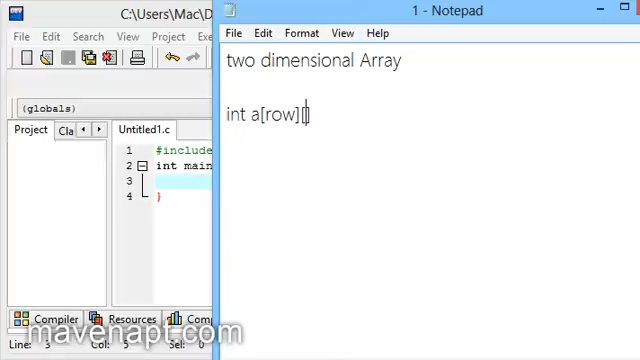 C:\Users\Mac\D
File Edit Search View Project
(globals)
Project Cla
Untitled1.c
1 #include
2 int main
3
4 }
Compiler Resources Comp
Line: 3 Col: 5 Sel: 0
1 - Notepad
File Edit Format View Help
two dimensional Array
int a[row][]
mavenapt.com